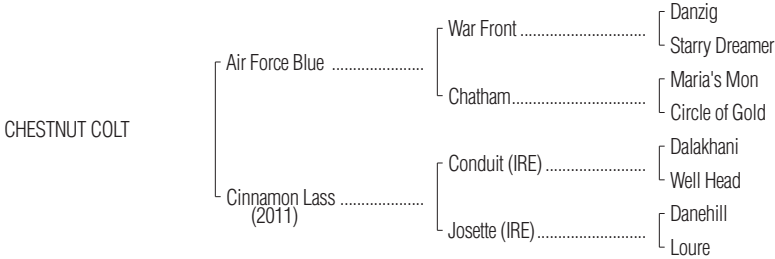 Danzig
War Front ..............................
Starry Dreamer
Air Force Blue ......................
Maria's Mon
Chatham................................
Circle of Gold
CHESTNUT COLT
Dalakhani
Conduit (IRE) ........................
Well Head
Cinnamon Lass ....................
(2011)
Danehill
Josette (IRE)..........................
Loure